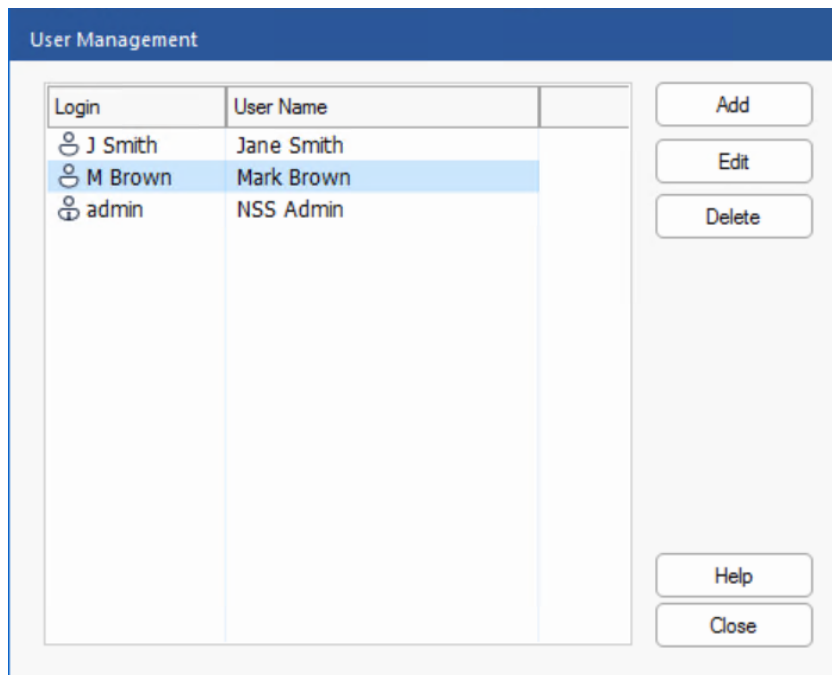 User Management
Login User Name
J Smith Jane Smith
M Brown Mark Brown
admin NSS Admin
Add
Edit
Delete
Help
Close